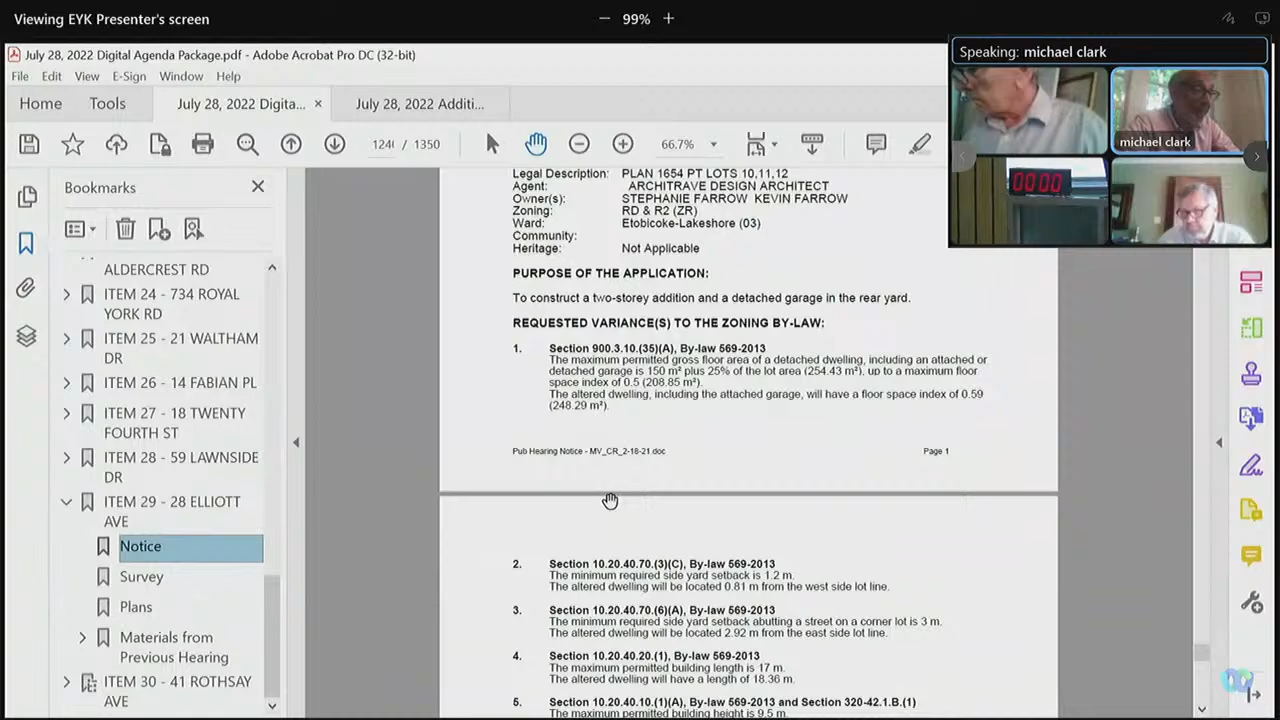 Viewing EYK Presenter's screen
99%
Speaking: michael clark
michael clark
00:00
July 28, 2022 Digital Agenda Package.pdf - Adobe Acrobat Pro DC (32-bit)
File Edit View E-Sign Window Help
Home Tools July 28, 2022 Digita... × July 28, 2022 Additi...
/ 1350 66.7%
Bookmarks
ALDERCREST RD
ITEM 24 - 734 ROYAL
YORK RD
ITEM 25 - 21 WALTHAM
DR
ITEM 26 - 14 FABIAN PL
ITEM 27 - 18 TWENTY
FOURTH ST
ITEM 28 - 59 LAWNSIDE
DR
ITEM 29 - 28 ELLIOTT
AVE
Notice
Survey
Plans
Materials from
Previous Hearing
ITEM 30 - 41 ROTHSAY
AVE
Legal Description: PLAN 1654 PT LOTS 10,11,12
Agent: ARCHITRAVE DESIGN ARCHITECT
Owner(s): STEPHANIE FARROW KEVIN FARROW
Zoning: RD & R2 (ZR)
Ward: Etobicoke-Lakeshore (03)
Community:
Heritage: Not Applicable
PURPOSE OF THE APPLICATION:
To construct a two-storey addition and a detached garage in the rear yard.
REQUESTED VARIANCE(S) TO THE ZONING BY-LAW:
1. Section 900.3.10.(35)(A), By-law 569-2013
The maximum permitted gross floor area of a detached dwelling, including an attached or
detached garage is 150 m² plus 25% of the lot area (254.43 m²), up to a maximum floor
space index of 0.5 (208.85 m²).
The altered dwelling, including the attached garage, will have a floor space index of 0.59
(248.29 m²).
Pub Hearing Notice - MV_CR_2-18-21.doc Page 1
2. Section 10.20.40.70.(3)(C), By-law 569-2013
The minimum required side yard setback is 1.2 m.
The altered dwelling will be located 0.81 m from the west side lot line.
3. Section 10.20.40.70.(6)(A), By-law 569-2013
The minimum required side yard setback abutting a street on a corner lot is 3 m.
The altered dwelling will be located 2.92 m from the east side lot line.
4. Section 10.20.40.20.(1), By-law 569-2013
The maximum permitted building length is 17 m.
The altered dwelling will have a length of 18.36 m.
5. Section 10.20.40.10.(1)(A), By-law 569-2013 and Section 320-42.1.B.(1)
The maximum permitted building height is 9.5 m.